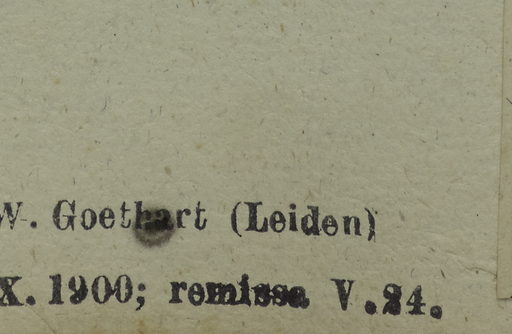 W. Goethart (Leiden)
X. 1900; remissa V.24.